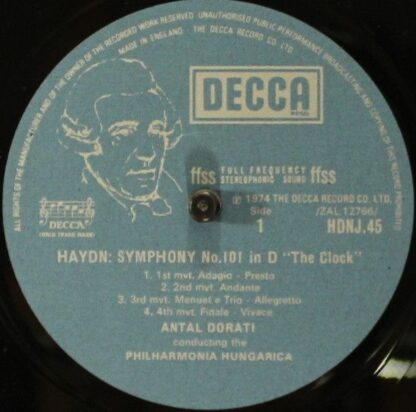 ALL RIGHTS OF THE MANUFACTURER AND OF THE OWNER OF THE RECORDED WORK RESERVED UNAUTHORISED PUBLIC PERFORMANCE BROADCASTING AND COPYING OF THIS RECORD PROHIBITED
MADE IN ENGLAND · THE DECCA RECORD CO. LTD.
DECCA
ffss FULL FREQUENCY STEREOPHONIC SOUND ffss
℗ 1974 THE DECCA RECORD CO. LTD.
Side /ZAL 12766/
1 HDNJ.45
DECCA
(REGD TRADE MARK)
HAYDN: SYMPHONY No.101 in D "The Clock"
1. 1st mvt. Adagio - Presto
2. 2nd mvt. Andante
3. 3rd mvt. Menuet e Trio - Allegretto
4. 4th mvt. Finale - Vivace
ANTAL DORATI
conducting the
PHILHARMONIA HUNGARICA